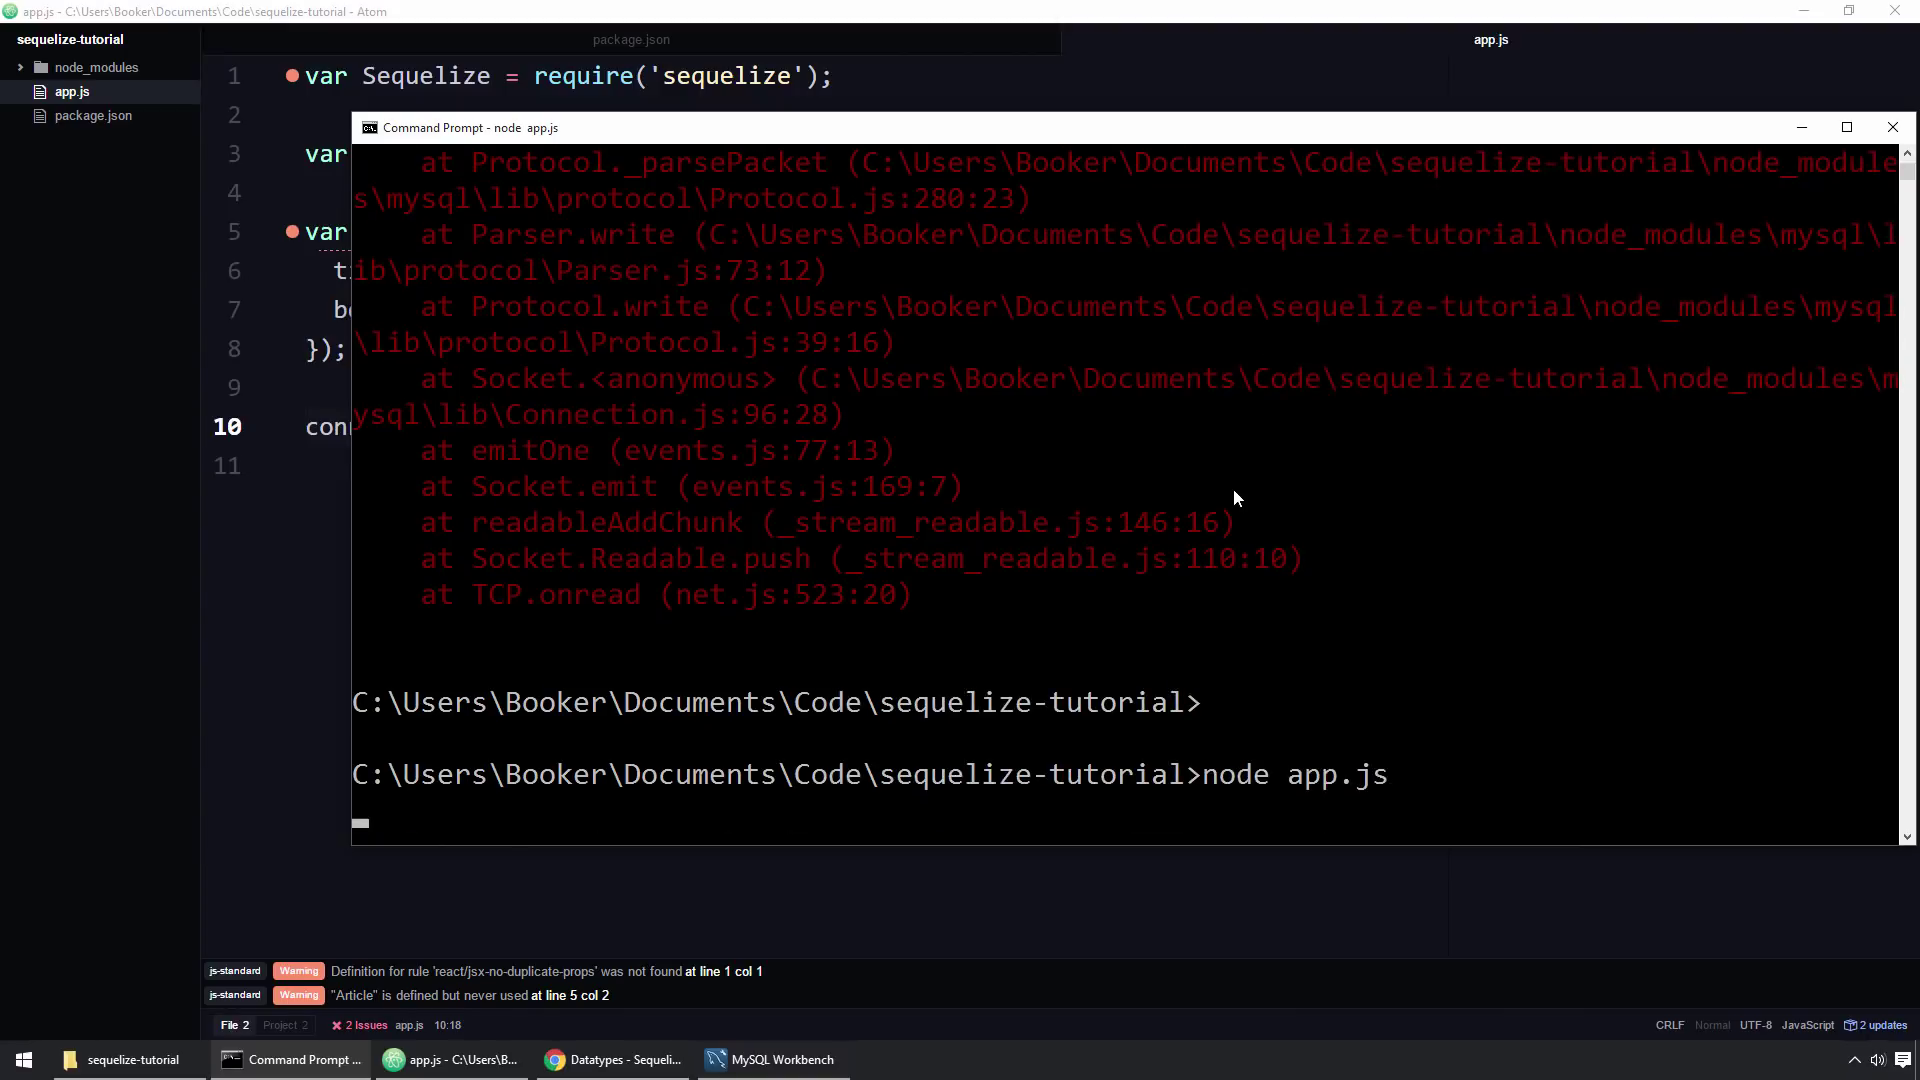 app.js - C:\Users\Booker\Documents\Code\sequelize-tutorial - Atom
sequelize-tutorial
package.json
app.js
node_modules
app.js
package.json
1 var Sequelize = require('sequelize');
2
3 var
4
5 var
6 ti
7 bo
8 });
9
10 con
11
Command Prompt - node app.js
at Protocol._parsePacket (C:\Users\Booker\Documents\Code\sequelize-tutorial\node_module
s\mysql\lib\protocol\Protocol.js:280:23)
at Parser.write (C:\Users\Booker\Documents\Code\sequelize-tutorial\node_modules\mysql\l
ib\protocol\Parser.js:73:12)
at Protocol.write (C:\Users\Booker\Documents\Code\sequelize-tutorial\node_modules\mysql
\lib\protocol\Protocol.js:39:16)
at Socket.<anonymous> (C:\Users\Booker\Documents\Code\sequelize-tutorial\node_modules\m
ysql\lib\Connection.js:96:28)
at emitOne (events.js:77:13)
at Socket.emit (events.js:169:7)
at readableAddChunk (_stream_readable.js:146:16)
at Socket.Readable.push (_stream_readable.js:110:10)
at TCP.onread (net.js:523:20)
C:\Users\Booker\Documents\Code\sequelize-tutorial>
C:\Users\Booker\Documents\Code\sequelize-tutorial>node app.js
js-standard Warning Definition for rule 'react/jsx-no-duplicate-props' was not found at line 1 col 1
js-standard Warning "Article" is defined but never used at line 5 col 2
File 2 Project 2 2 Issues app.js 10:18 CRLF Normal UTF-8 JavaScript 2 updates
sequelize-tutorial Command Prompt ... app.js - C:\Users\B... Datatypes - Sequeli... MySQL Workbench